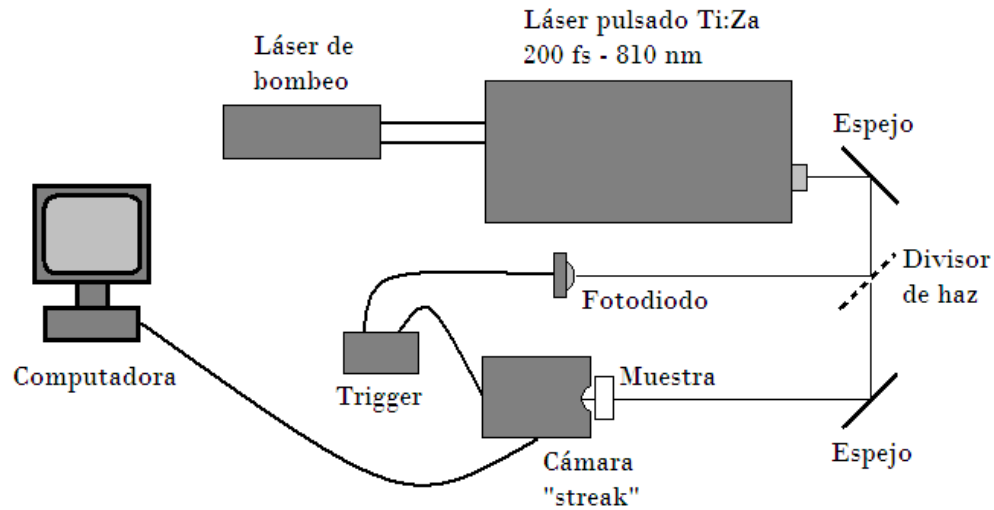 Láser pulsado Ti:Za
200 fs - 810 nm
Láser de
bombeo
Espejo
Divisor
de haz
Fotodiodo
Computadora
Trigger
Muestra
Cámara
"streak"
Espejo